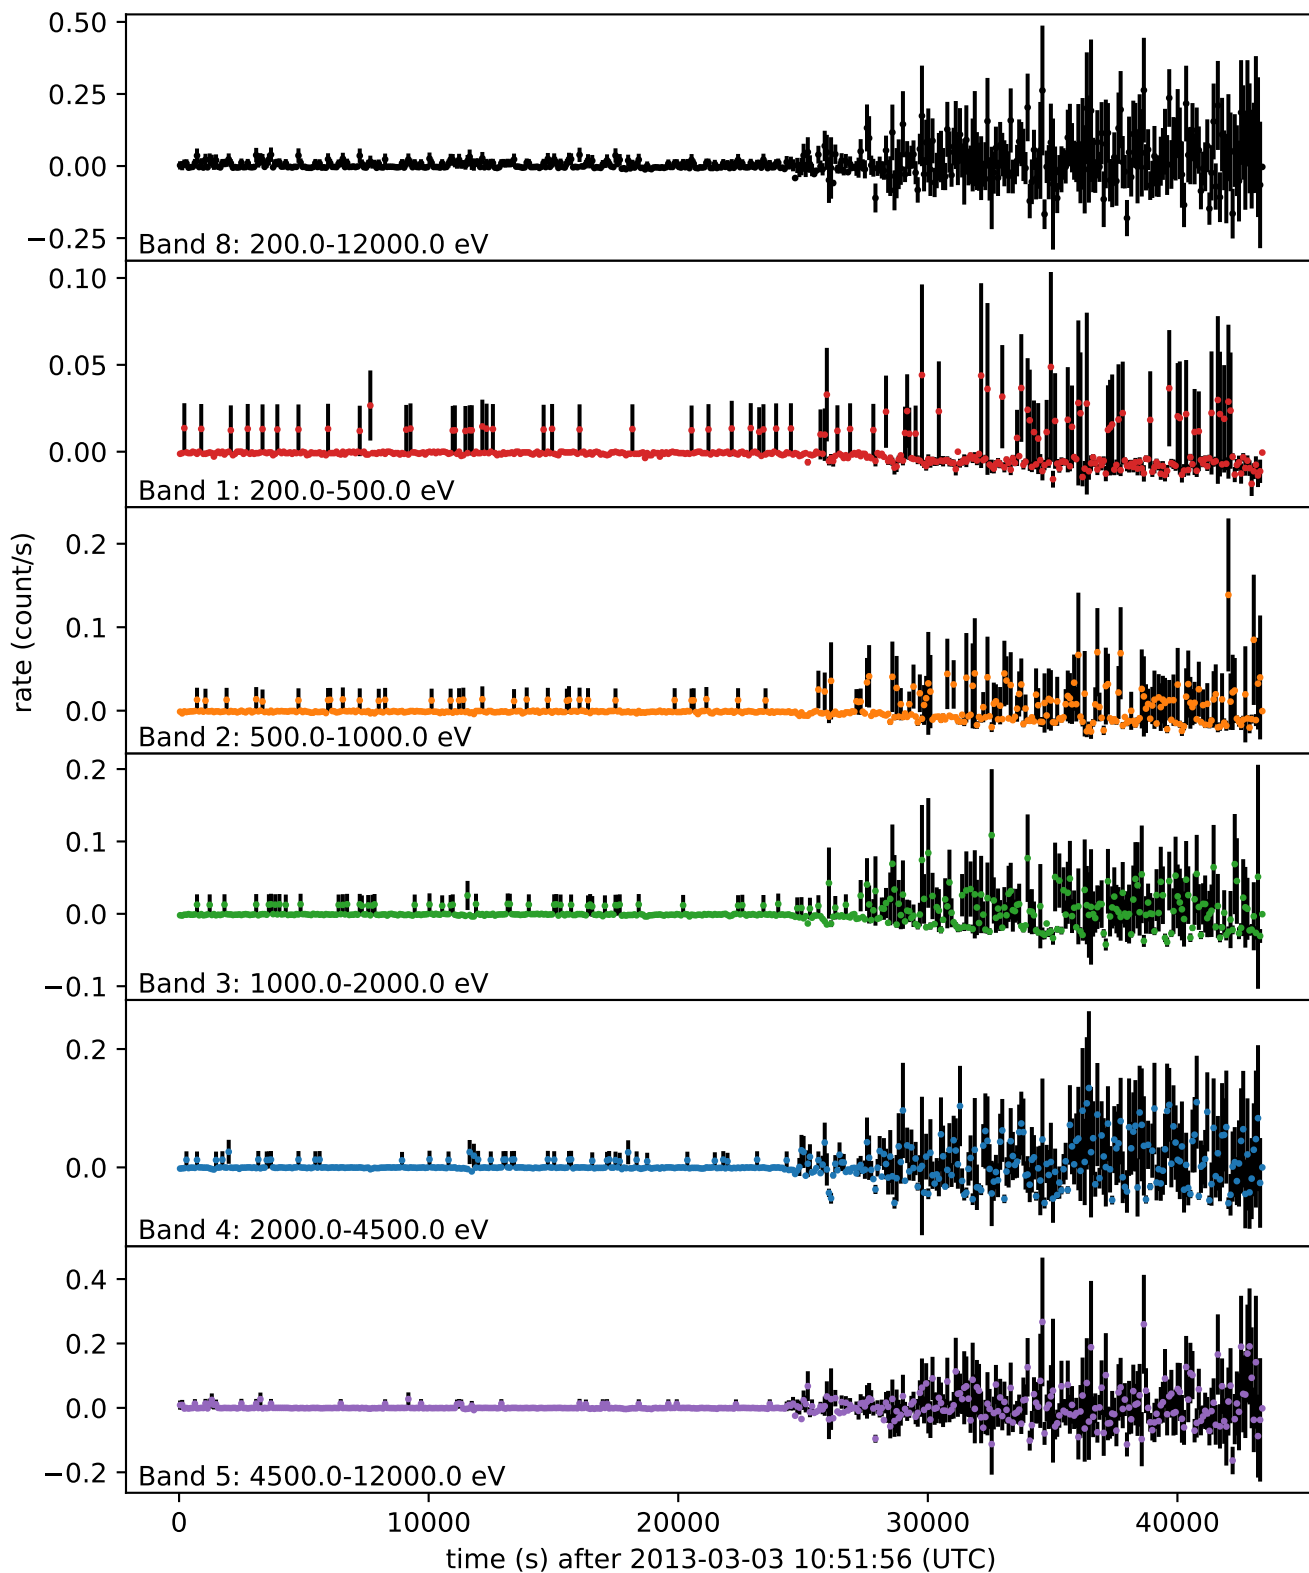 0.50
0.25
0.00
−0.25
Band 8: 200.0-12000.0 eV
0.10
0.05
0.00
Band 1: 200.0-500.0 eV
rate (count/s)
0.2
0.1
0.0
Band 2: 500.0-1000.0 eV
0.2
0.1
0.0
−0.1
Band 3: 1000.0-2000.0 eV
0.2
0.0
Band 4: 2000.0-4500.0 eV
0.4
0.2
0.0
−0.2
Band 5: 4500.0-12000.0 eV
0 10000 20000 30000 40000
time (s) after 2013-03-03 10:51:56 (UTC)